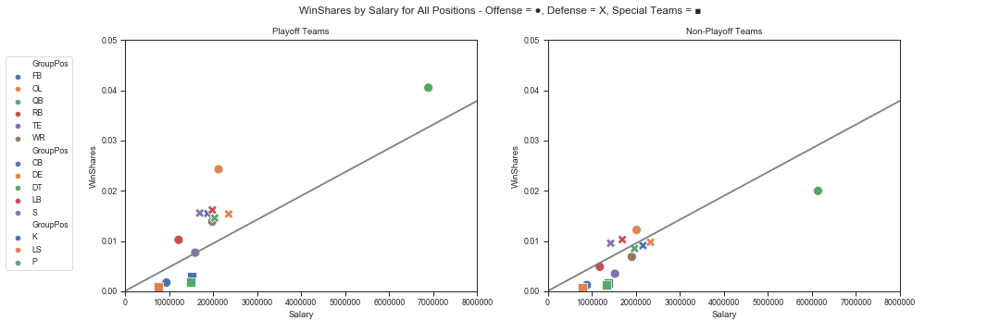 WinShares by Salary for All Positions - Offense = ●, Defense = X, Special Teams = ■
Playoff Teams
Non-Playoff Teams
GroupPos
FB
OL
QB
RB
TE
WR
GroupPos
CB
DE
DT
LB
S
GroupPos
K
LS
P
WinShares
0.05
0.04
0.03
0.02
0.01
0.00
0 1000000 2000000 3000000 4000000 5000000 6000000 7000000 8000000
Salary
WinShares
0.05
0.04
0.03
0.02
0.01
0.00
0 1000000 2000000 3000000 4000000 5000000 6000000 7000000 8000000
Salary